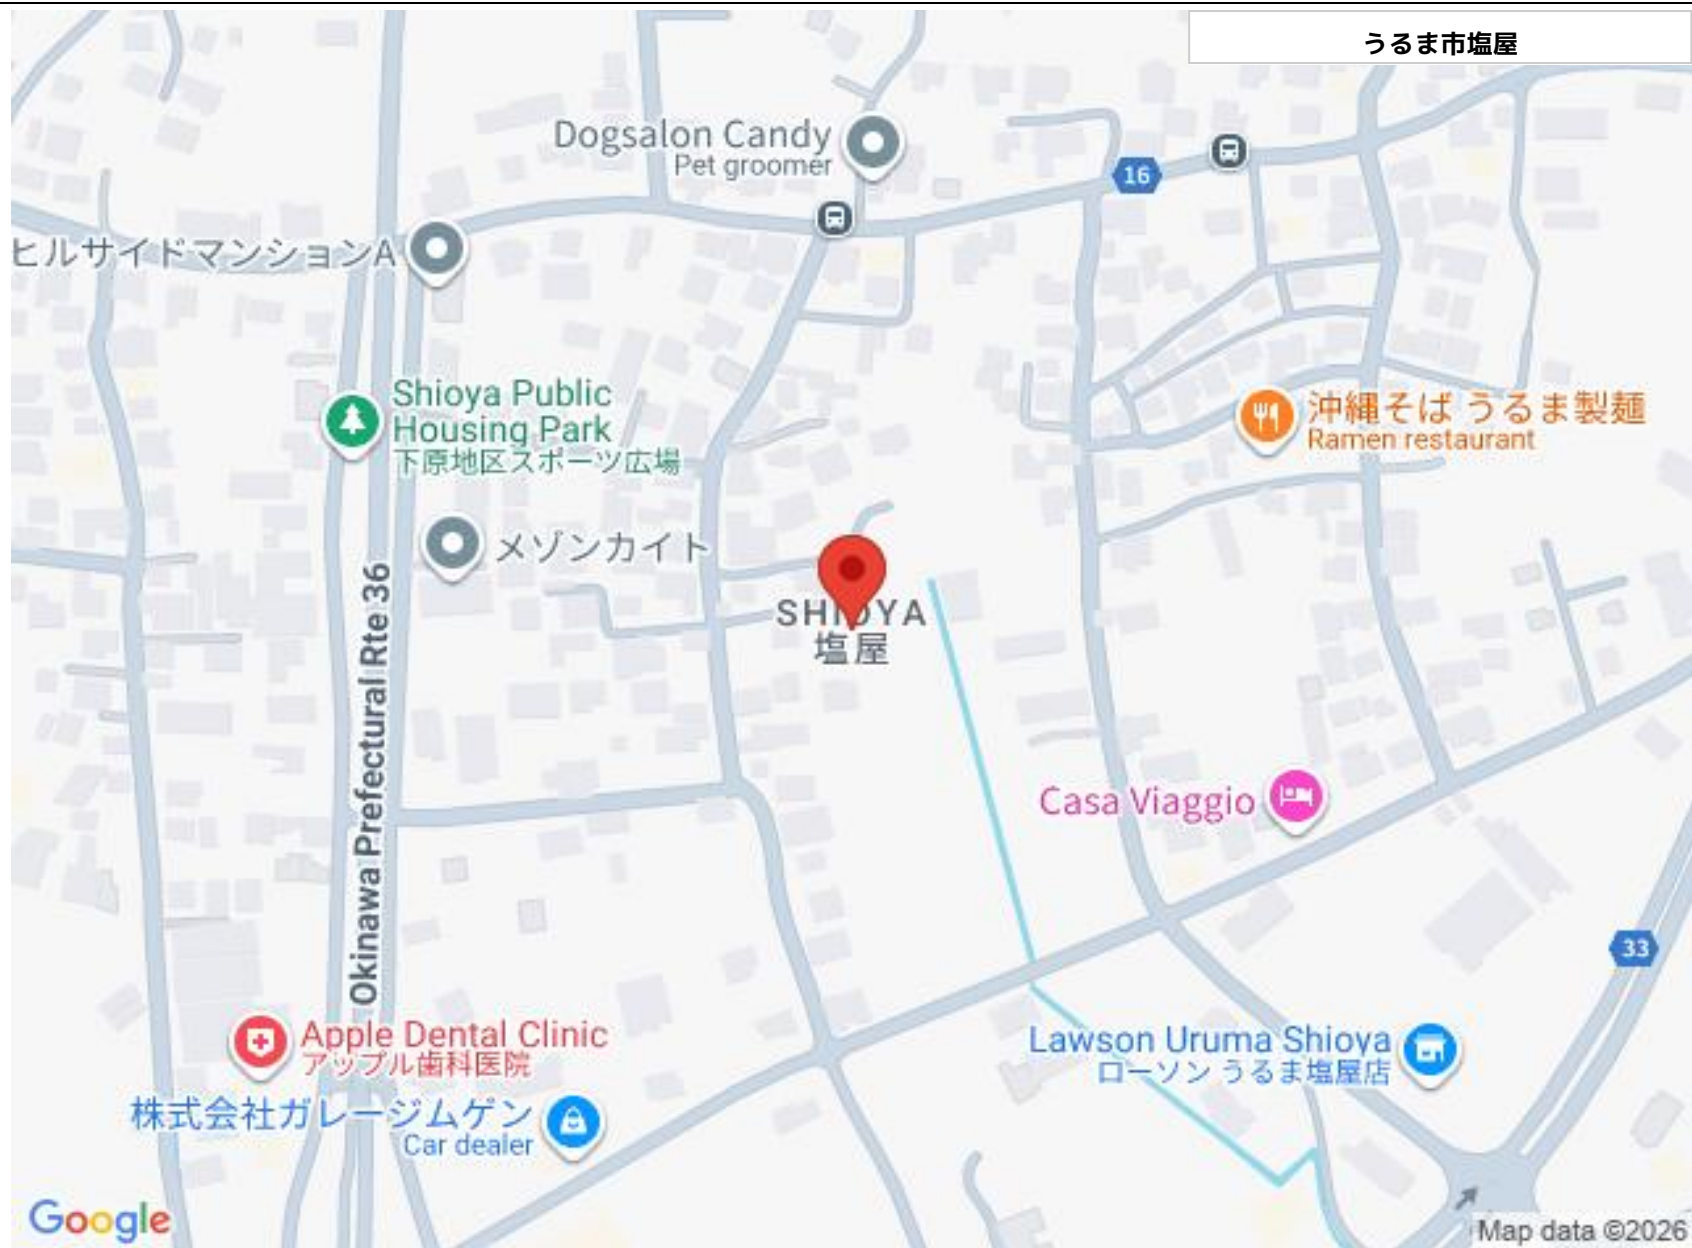 うるま市塩屋
Dogsalon Candy
Pet groomer
16
ヒルサイドマンションA
Shioya Public
Housing Park
下原地区スポーツ広場
沖縄そば うるま製麺
Ramen restaurant
メゾンカイト
SHIOYA
塩屋
Okinawa Prefectural Rte 36
Casa Viaggio
33
Apple Dental Clinic
アップル歯科医院
Lawson Uruma Shioya
ローソン うるま塩屋店
株式会社ガレージムゲン
Car dealer
Google
Map data ©2026